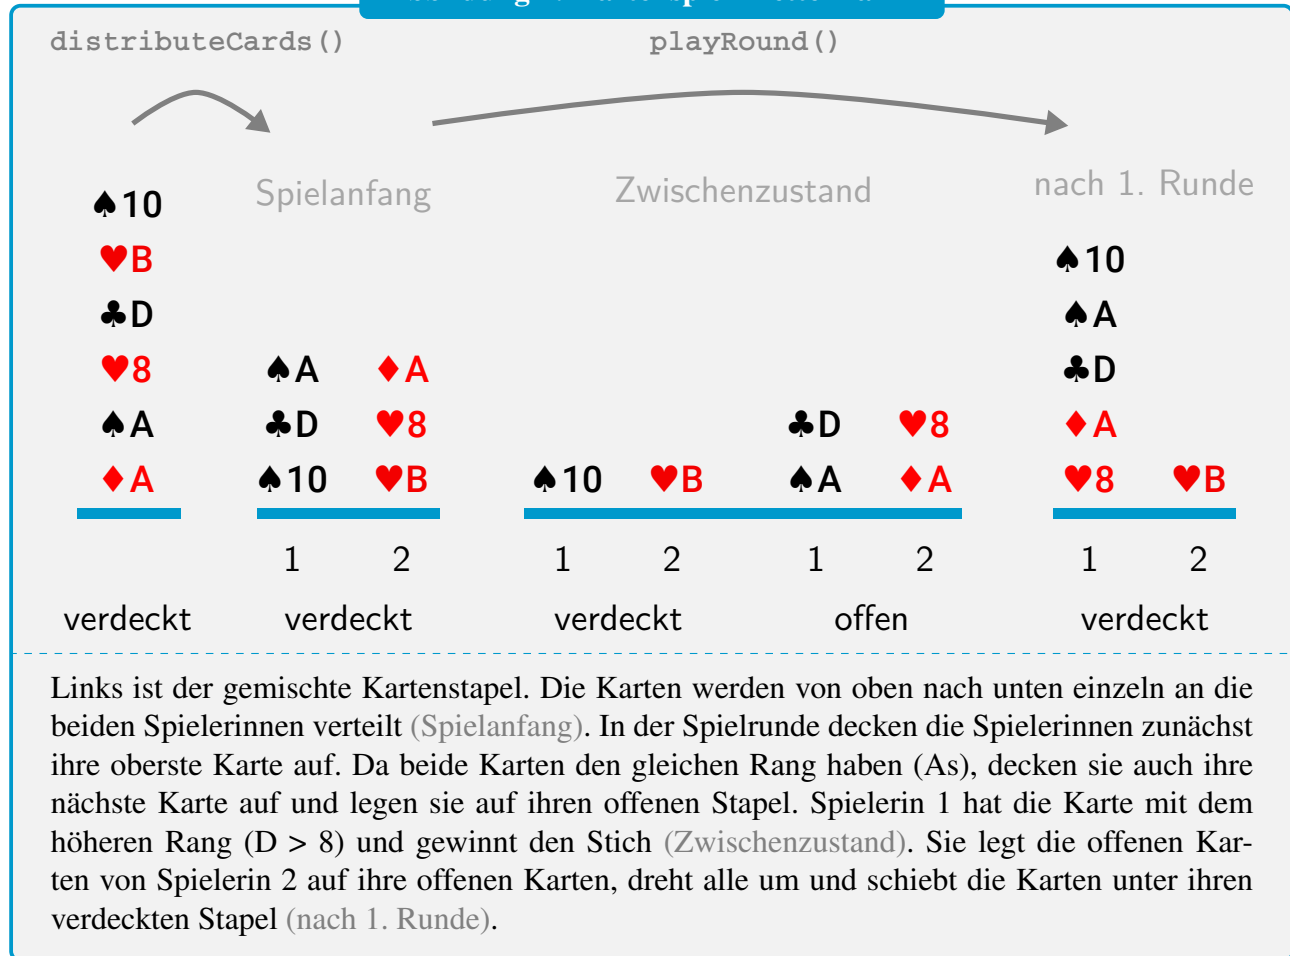 distributeCards() playRound()
Spielanfang Zwischenzustand nach 1. Runde
♠10
♥B ♠10
♣D ♠A
♥8 ♠A ♦A ♣D
♠A ♣D ♥8 ♣D ♥8 ♦A
♦A ♠10 ♥B ♠10 ♥B ♠A ♦A ♥8 ♥B
1 2 1 2 1 2 1 2
verdeckt verdeckt verdeckt offen verdeckt
Links ist der gemischte Kartenstapel. Die Karten werden von oben nach unten einzeln an die
beiden Spielerinnen verteilt (Spielanfang). In der Spielrunde decken die Spielerinnen zunächst
ihre oberste Karte auf. Da beide Karten den gleichen Rang haben (As), decken sie auch ihre
nächste Karte auf und legen sie auf ihren offenen Stapel. Spielerin 1 hat die Karte mit dem
höheren Rang (D > 8) und gewinnt den Stich (Zwischenzustand). Sie legt die offenen Kar-
ten von Spielerin 2 auf ihre offenen Karten, dreht alle um und schiebt die Karten unter ihren
verdeckten Stapel (nach 1. Runde).